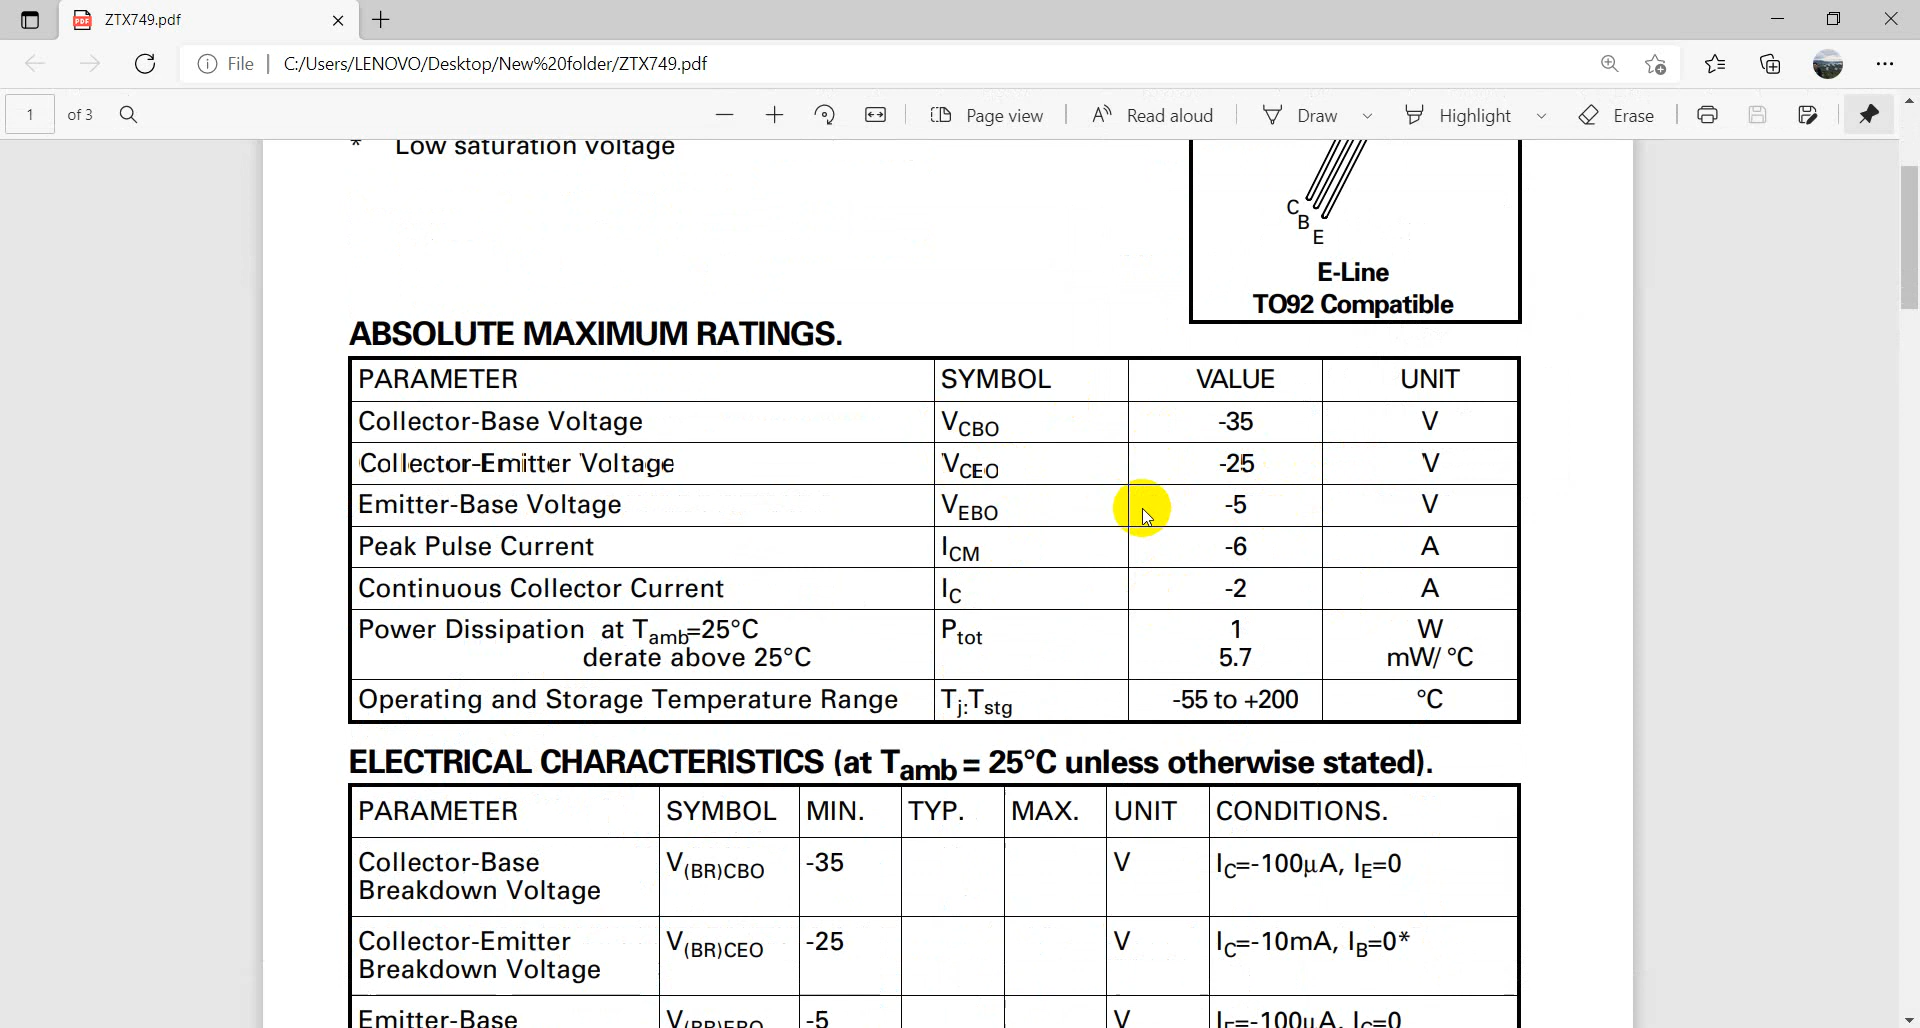 ZTX749.pdf
File
C:/Users/LENOVO/Desktop/New%20folder/ZTX749.pdf
1 of 3
Page view
Read aloud
Draw
Highlight
Erase
* Low saturation voltage
C
B
E
E-Line
TO92 Compatible
ABSOLUTE MAXIMUM RATINGS.
PARAMETER SYMBOL VALUE UNIT
Collector-Base Voltage VCBO -35 V
Collector-Emitter Voltage VCEO -25 V
Emitter-Base Voltage VEBO -5 V
Peak Pulse Current ICM -6 A
Continuous Collector Current IC -2 A
Power Dissipation at Tamb=25°C Ptot 1 W
derate above 25°C 5.7 mW/ °C
Operating and Storage Temperature Range Tj:Tstg -55 to +200 °C
ELECTRICAL CHARACTERISTICS (at Tamb = 25°C unless otherwise stated).
PARAMETER SYMBOL MIN. TYP. MAX. UNIT CONDITIONS.
Collector-Base V(BR)CBO -35 V IC=-100µA, IE=0
Breakdown Voltage
Collector-Emitter V(BR)CEO -25 V IC=-10mA, IB=0*
Breakdown Voltage
Emitter-Base V(BR)EBO -5 V IE=-100µA, IC=0